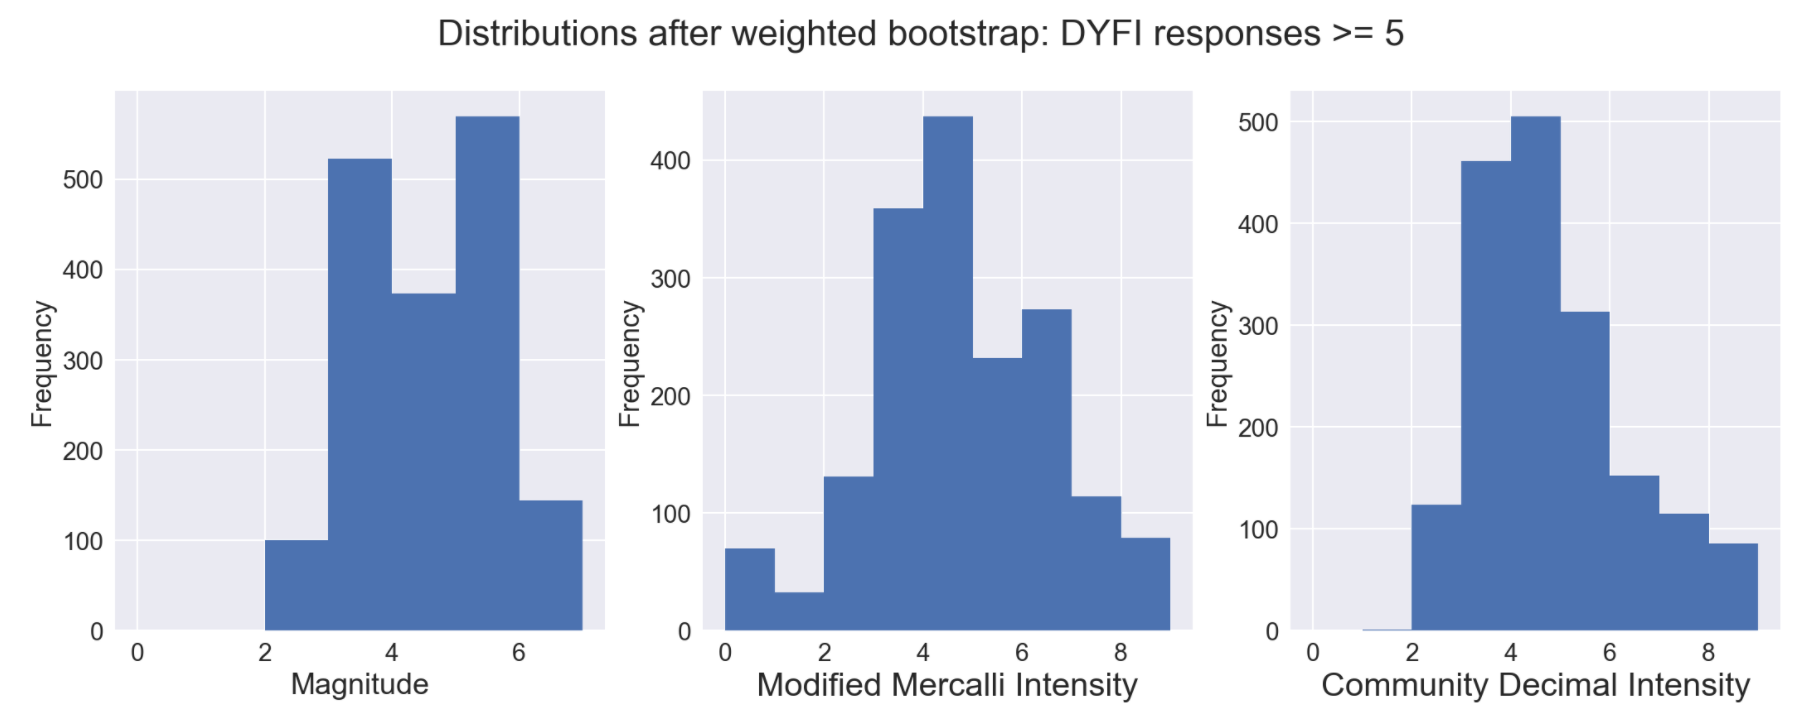 Distributions after weighted bootstrap: DYFI responses >= 5
Frequency
500
400
300
200
100
0
0 2 4 6
Magnitude
Frequency
400
300
200
100
0
0 2 4 6 8
Modified Mercalli Intensity
Frequency
500
400
300
200
100
0
0 2 4 6 8
Community Decimal Intensity